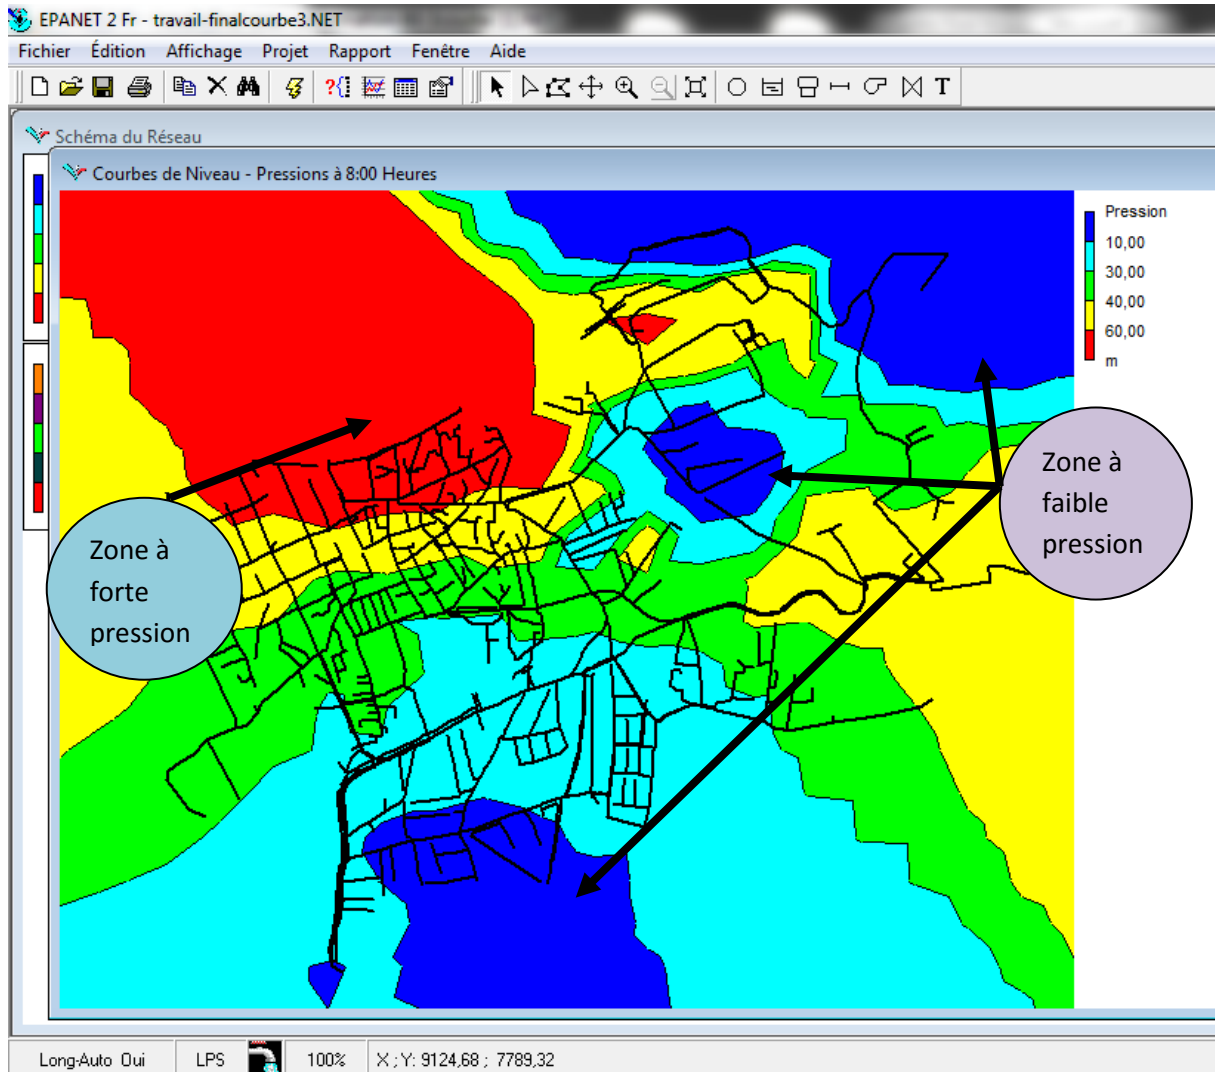 EPANET 2 Fr - travail-finalcourbe3.NET
Fichier Édition Affichage Projet Rapport Fenêtre Aide
T
Schéma du Réseau
Courbes de Niveau - Pressions à 8:00 Heures
Pression
10,00
30,00
40,00
60,00
m
Zone à
faible
pression
Zone à
forte
pression
Long-Auto Oui
LPS
100%
X ; Y: 9124,68 ; 7789,32